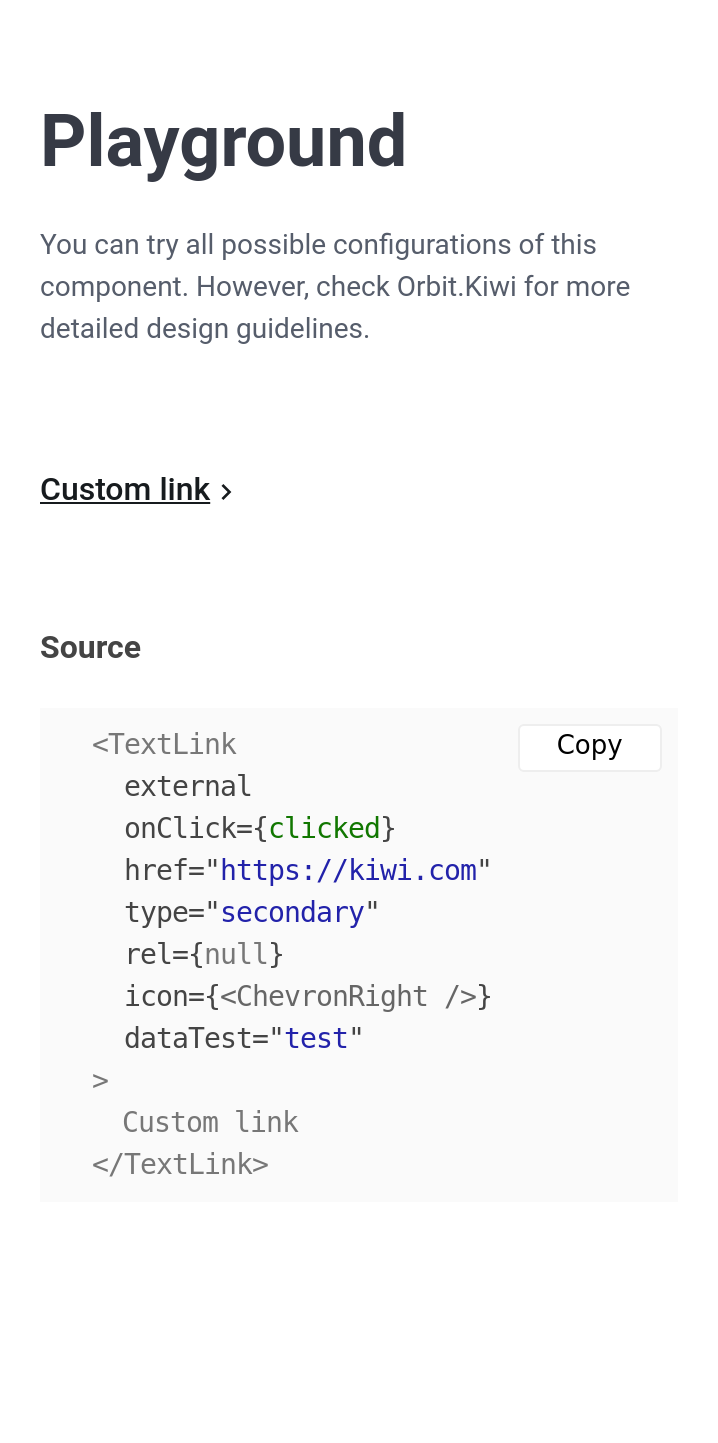 Playground
You can try all possible configurations of this
component. However, check Orbit.Kiwi for more
detailed design guidelines.
Custom link
Source
Copy
<TextLink
external
onClick={clicked}
href="https://kiwi.com"
type="secondary"
rel={null}
icon={<ChevronRight />}
dataTest="test"
>
Custom link
</TextLink>